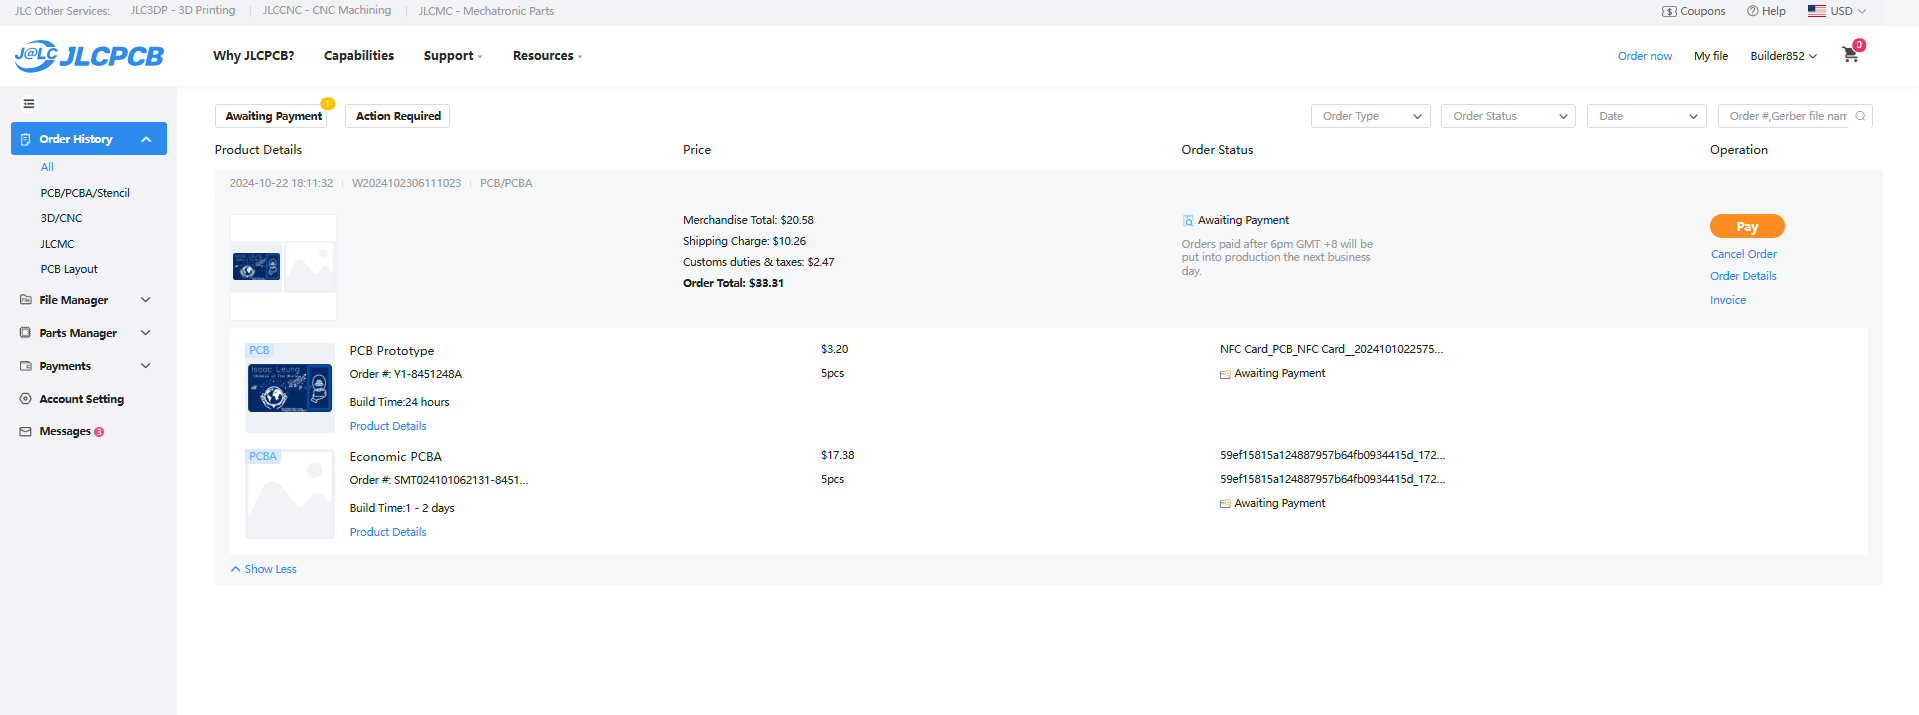 JLC Other Services: JLC3DP - 3D Printing JLCCNC - CNC Machining JLCMC - Mechatronic Parts
Coupons Help USD
J@LC JLCPCB
Why JLCPCB? Capabilities Support Resources
Order now My file Builder852 0
Order History
All
PCB/PCBA/Stencil
3D/CNC
JLCMC
PCB Layout
File Manager
Parts Manager
Payments
Account Setting
Messages 3
Awaiting Payment 1 Action Required
Order Type Order Status Date Order #,Gerber file nam
Product Details Price Order Status Operation
2024-10-22 18:11:32 W2024102306111023 PCB/PCBA
Isaac Leung
Merchandise Total: $20.58
Shipping Charge: $10.26
Customs duties & taxes: $2.47
Order Total: $33.31
Awaiting Payment
Orders paid after 6pm GMT +8 will be
put into production the next business
day.
Pay
Cancel Order
Order Details
Invoice
PCB
Isaac Leung
PCB Prototype
Order #: Y1-8451248A
Build Time:24 hours
Product Details
$3.20
5pcs
NFC Card_PCB_NFC Card__2024101022575...
Awaiting Payment
PCBA
Economic PCBA
Order #: SMT024101062131-8451...
Build Time:1 - 2 days
Product Details
$17.38
5pcs
59ef15815a124887957b64fb0934415d_172...
59ef15815a124887957b64fb0934415d_172...
Awaiting Payment
Show Less